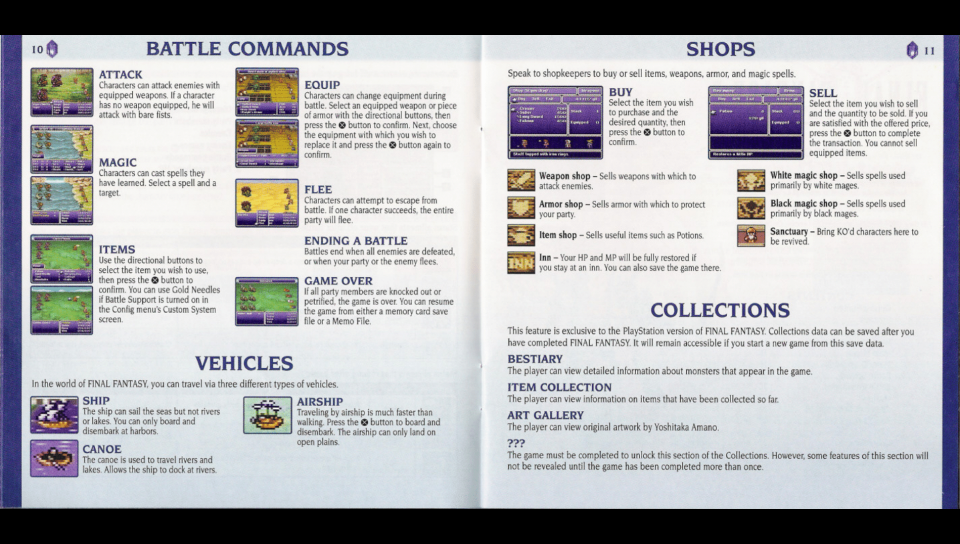 10
BATTLE COMMANDS
ATTACK
Characters can attack enemies with
equipped weapons. If a character
has no weapon equipped, he will
attack with bare fists.
MAGIC
Characters can cast spells they
have learned. Select a spell and a
target.
ITEMS
Use the directional buttons to
select the item you wish to use,
then press the ⊗ button to
confirm. You can use Gold Needles
if Battle Support is turned on in
the Config menu's Custom System
screen.
EQUIP
Characters can change equipment during
battle. Select an equipped weapon or piece
of armor with the directional buttons, then
press the ⊗ button to confirm. Next, choose
the equipment with which you wish to
replace it and press the ⊗ button again to
confirm.
FLEE
Characters can attempt to escape from
battle. If one character succeeds, the entire
party will flee.
ENDING A BATTLE
Battles end when all enemies are defeated,
or when your party or the enemy flees.
GAME OVER
If all party members are knocked out or
petrified, the game is over. You can resume
the game from either a memory card save
file or a Memo File.
VEHICLES
In the world of FINAL FANTASY, you can travel via three different types of vehicles.
SHIP
The ship can sail the seas but not rivers
or lakes. You can only board and
disembark at harbors.
CANOE
The canoe is used to travel rivers and
lakes. Allows the ship to dock at rivers.
AIRSHIP
Traveling by airship is much faster than
walking. Press the ⊗ button to board and
disembark. The airship can only land on
open plains.
SHOPS
11
Speak to shopkeepers to buy or sell items, weapons, armor, and magic spells.
BUY
Select the item you wish
to purchase and the
desired quantity, then
press the ⊗ button to
confirm.
SELL
Select the item you wish to sell
and the quantity to be sold. If you
are satisfied with the offered price,
press the ⊗ button to complete
the transaction. You cannot sell
equipped items.
Weapon shop – Sells weapons with which to
attack enemies.
Armor shop – Sells armor with which to protect
your party.
Item shop – Sells useful items such as Potions.
INN
Inn – Your HP and MP will be fully restored if
you stay at an inn. You can also save the game there.
White magic shop – Sells spells used
primarily by white mages.
Black magic shop – Sells spells used
primarily by black mages.
Sanctuary – Bring KO'd characters here to
be revived.
COLLECTIONS
This feature is exclusive to the PlayStation version of FINAL FANTASY. Collections data can be saved after you
have completed FINAL FANTASY. It will remain accessible if you start a new game from this save data.
BESTIARY
The player can view detailed information about monsters that appear in the game.
ITEM COLLECTION
The player can view information on items that have been collected so far.
ART GALLERY
The player can view original artwork by Yoshitaka Amano.
???
The game must be completed to unlock this section of the Collections. However, some features of this section will
not be revealed until the game has been completed more than once.